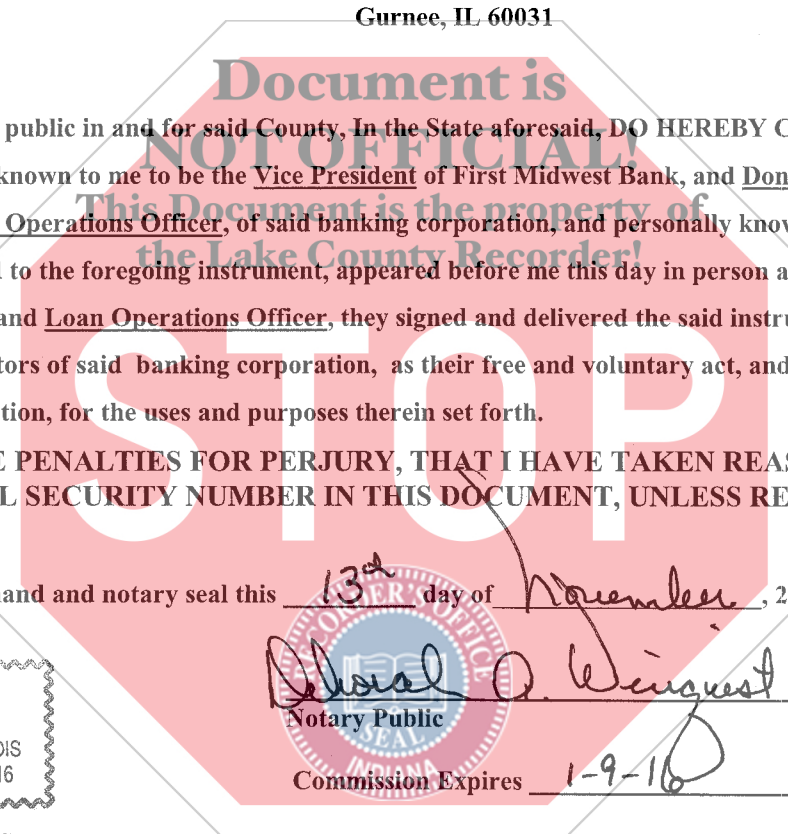 Gurnee, IL 60031
Document is
public in and for said County, In the State aforesaid, DO HEREBY C
NOT OFFICIAL!
known to me to be the Vice President of First Midwest Bank, and Don
This Document is the property of
Operations Officer, of said banking corporation, and personally know
the Lake County Recorder!
l to the foregoing instrument, appeared before me this day in person a
and Loan Operations Officer, they signed and delivered the said instru
STOP
tors of said banking corporation, as their free and voluntary act, and
tion, for the uses and purposes therein set forth.
E PENALTIES FOR PERJURY, THAT I HAVE TAKEN REAS
L SECURITY NUMBER IN THIS DOCUMENT, UNLESS RE
hand and notary seal this 13th day of November, 2
RECORDER'S OFFICE
Deborah A. Winquest
Notary Public
SEAL
OIS
INDIANA
16
Commission Expires 1-9-16